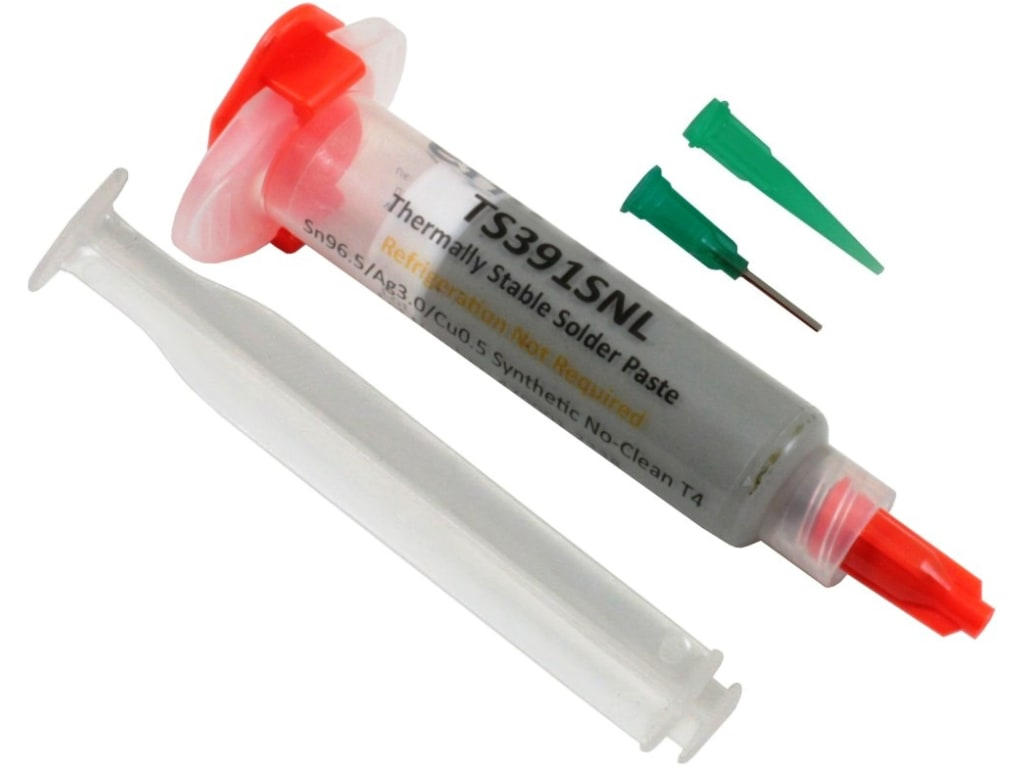 TS391SNL
Thermally Stable Solder Paste
Refrigeration Not Required
Sn96.5/Ag3.0/Cu0.5 Synthetic No-Clean T4